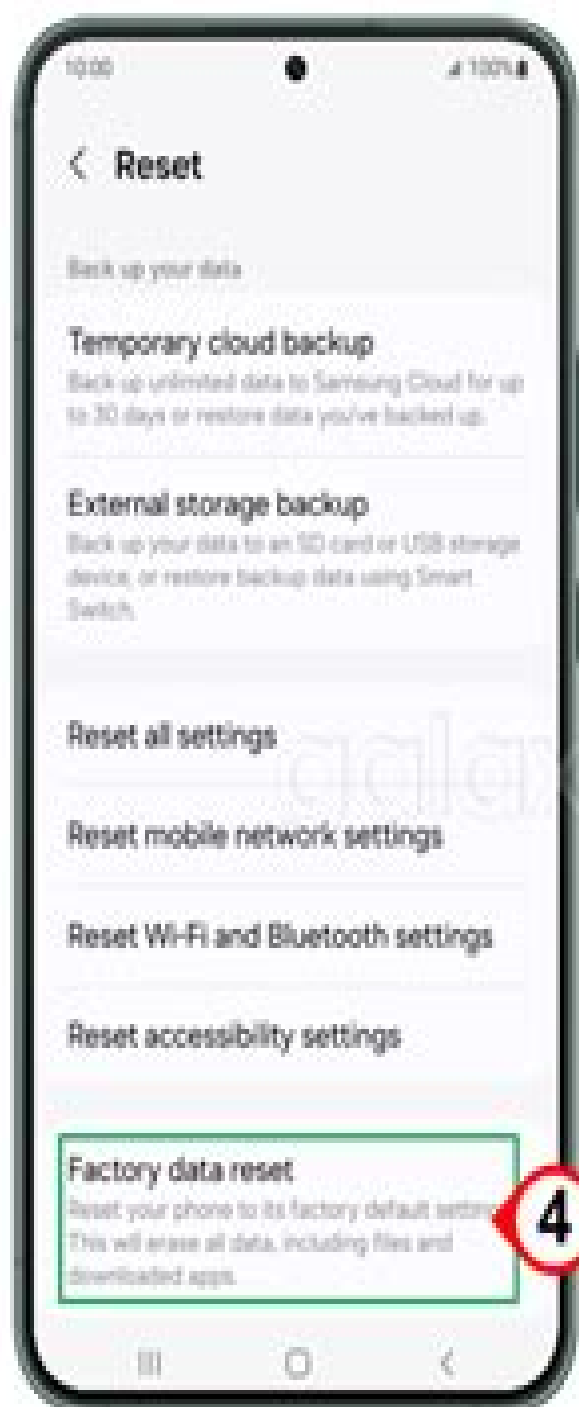 10:00
100%
Reset
Back up your data
Temporary cloud backup
Back up unlimited data to Samsung Cloud for up
to 30 days or restore data you've backed up.
External storage backup
Back up your data to an SD card or USB storage
device, or restore backup data using Smart
Switch.
Reset all settings
galax
Reset mobile network settings
Reset Wi-Fi and Bluetooth settings
Reset accessibility settings
Factory data reset
Reset your phone to its factory default
This will erase all data, including files and
downloaded apps.
4